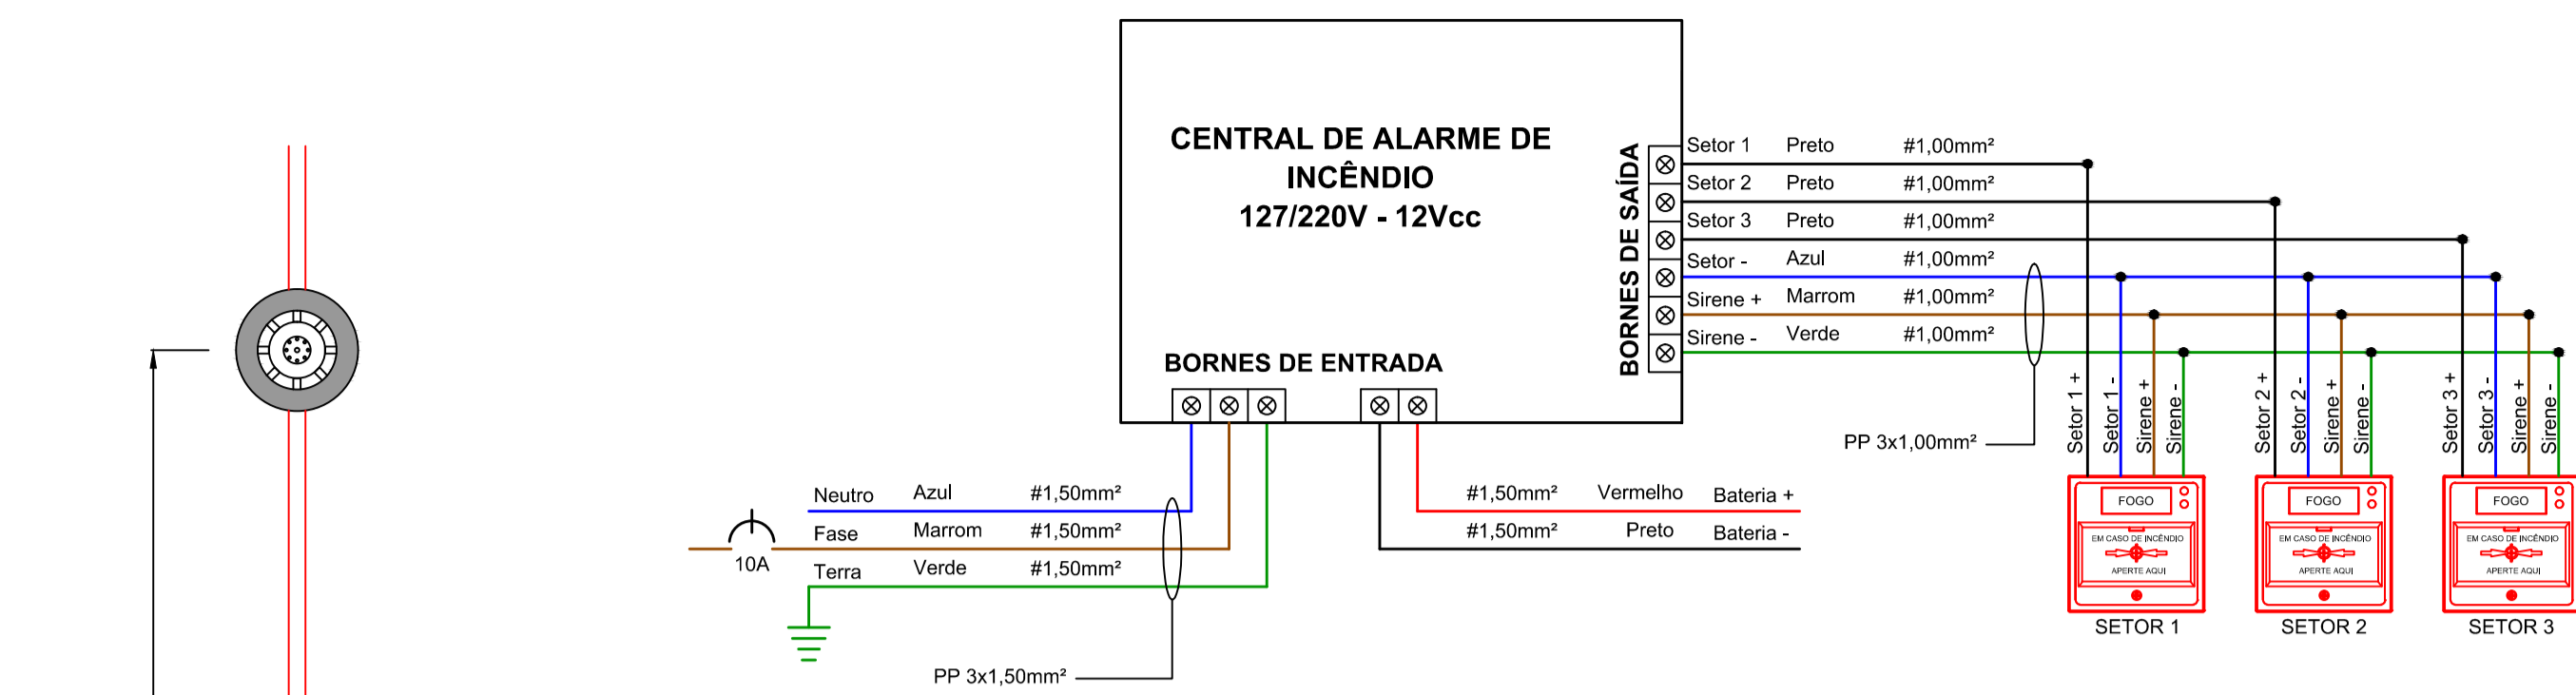 CENTRAL DE ALARME DE
INCÊNDIO
127/220V - 12Vcc
BORNES DE SAÍDA
BORNES DE ENTRADA
Setor 1 Preto #1,00mm²
Setor 2 Preto #1,00mm²
Setor 3 Preto #1,00mm²
Setor - Azul #1,00mm²
Sirene + Marrom #1,00mm²
Sirene - Verde #1,00mm²
PP 3x1,00mm²
Neutro Azul #1,50mm²
Fase Marrom #1,50mm²
Terra Verde #1,50mm²
10A
PP 3x1,50mm²
#1,50mm² Vermelho Bateria +
#1,50mm² Preto Bateria -
Setor 1 +
Setor 1 -
Sirene +
Sirene -
FOGO
EM CASO DE INCÊNDIO
APERTE AQUI
SETOR 1
Setor 2 +
Setor 2 -
Sirene +
Sirene -
FOGO
EM CASO DE INCÊNDIO
APERTE AQUI
SETOR 2
Setor 3 +
Setor 3 -
Sirene +
Sirene -
FOGO
EM CASO DE INCÊNDIO
APERTE AQUI
SETOR 3